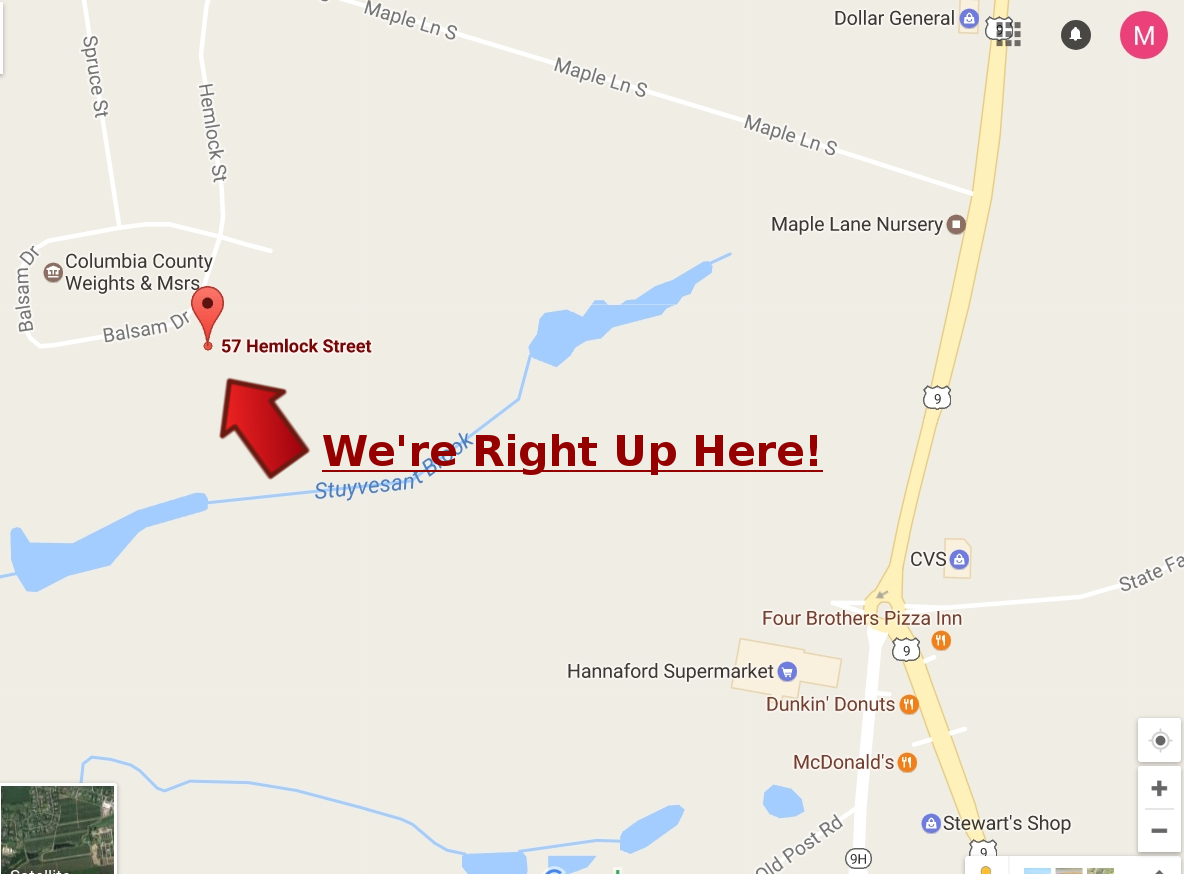 Maple Ln S
Dollar General
9
M
Spruce St
Hemlock St
Maple Ln S
Maple Ln S
Maple Lane Nursery
Balsam Dr
Columbia County
Weights & Msrs
Balsam Dr
57 Hemlock Street
9
We're Right Up Here!
Stuyvesant Brook
CVS
State Fa
Four Brothers Pizza Inn
9
Hannaford Supermarket
Dunkin' Donuts
McDonald's
Stewart's Shop
Old Post Rd
9H
9
Satellite